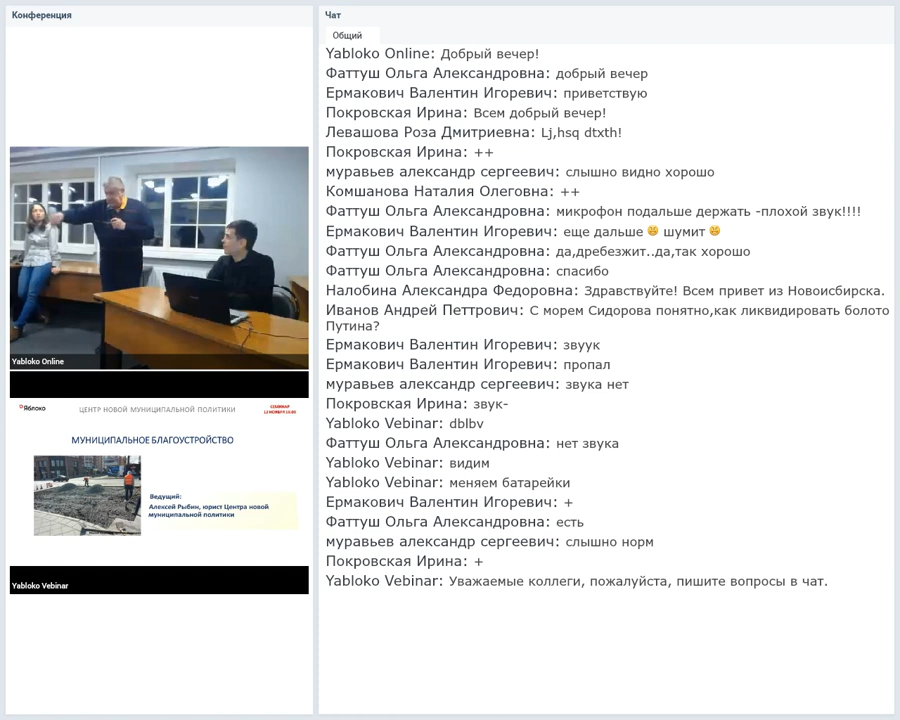 Конференция
Yabloko Online
Яблоко
ЦЕНТР НОВОЙ МУНИЦИПАЛЬНОЙ ПОЛИТИКИ
СЕМИНАР
МУНИЦИПАЛЬНОЕ БЛАГОУСТРОЙСТВО
Ведущий:
Алексей Рыбин, юрист Центра новой
муниципальной политики
Yabloko Vebinar
Чат
Общий
Yabloko Online: Добрый вечер!
Фаттуш Ольга Александровна: добрый вечер
Ермакович Валентин Игоревич: приветствую
Покровская Ирина: Всем добрый вечер!
Левашова Роза Дмитриевна: Lj,hsq dtxth!
Покровская Ирина: ++
муравьев александр сергеевич: слышно видно хорошо
Комшанова Наталия Олеговна: ++
Фаттуш Ольга Александровна: микрофон подальше держать -плохой звук!!!!
Ермакович Валентин Игоревич: еще дальше шумит
Фаттуш Ольга Александровна: да,дребезжит..да,так хорошо
Фаттуш Ольга Александровна: спасибо
Налобина Александра Федоровна: Здравствуйте! Всем привет из Новоисбирска.
Иванов Андрей Петтрович: С морем Сидорова понятно,как ликвидировать болото
Путина?
Ермакович Валентин Игоревич: звуук
Ермакович Валентин Игоревич: пропал
муравьев александр сергеевич: звука нет
Покровская Ирина: звук-
Yabloko Vebinar: dblbv
Фаттуш Ольга Александровна: нет звука
Yabloko Vebinar: видим
Yabloko Vebinar: меняем батарейки
Ермакович Валентин Игоревич: +
Фаттуш Ольга Александровна: есть
муравьев александр сергеевич: слышно норм
Покровская Ирина: +
Yabloko Vebinar: Уважаемые коллеги, пожалуйста, пишите вопросы в чат.